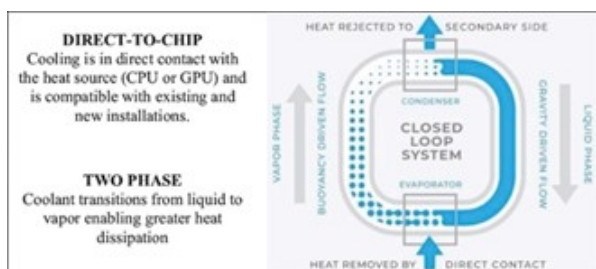 DIRECT-TO-CHIP
Cooling is in direct contact with
the heat source (CPU or GPU) and
is compatible with existing and
new installations.
TWO PHASE
Coolant transitions from liquid to
vapor enabling greater heat
dissipation
HEAT REJECTED TO SECONDARY SIDE
CONDENSER
VAPOR PHASE
BUOYANCY DRIVEN FLOW
CLOSED
LOOP
SYSTEM
GRAVITY DRIVEN FLOW
LIQUID PHASE
EVAPORATOR
HEAT REMOVED BY DIRECT CONTACT